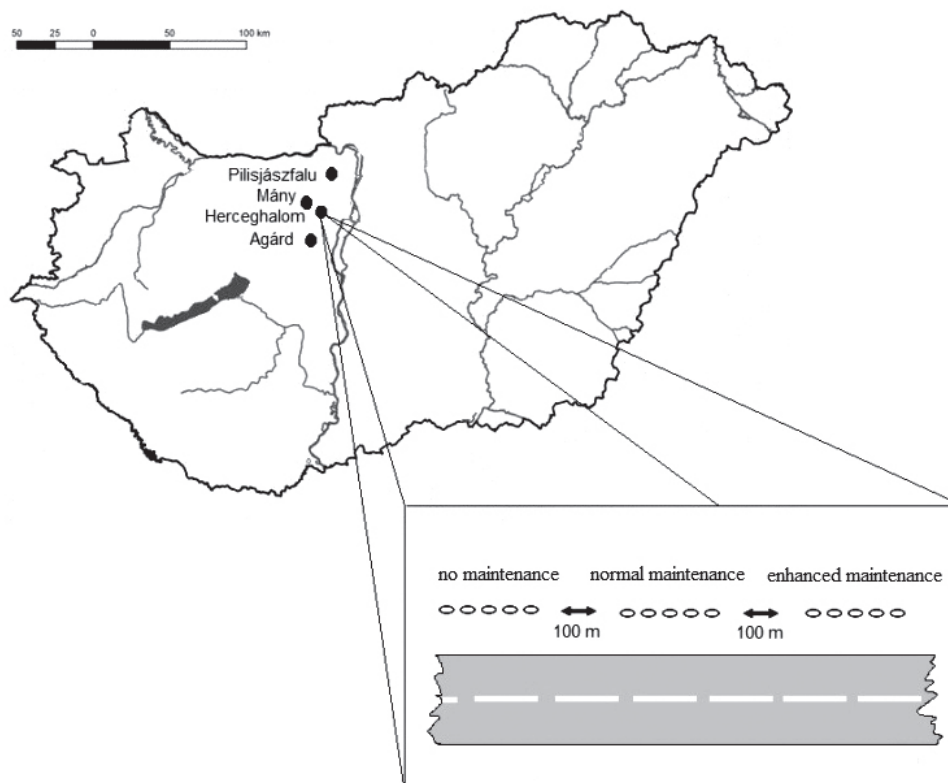 50 25 0 50 100 km
Pilisjászfalu
Mány
Herceghalom
Agárd
no maintenance normal maintenance enhanced maintenance
100 m 100 m